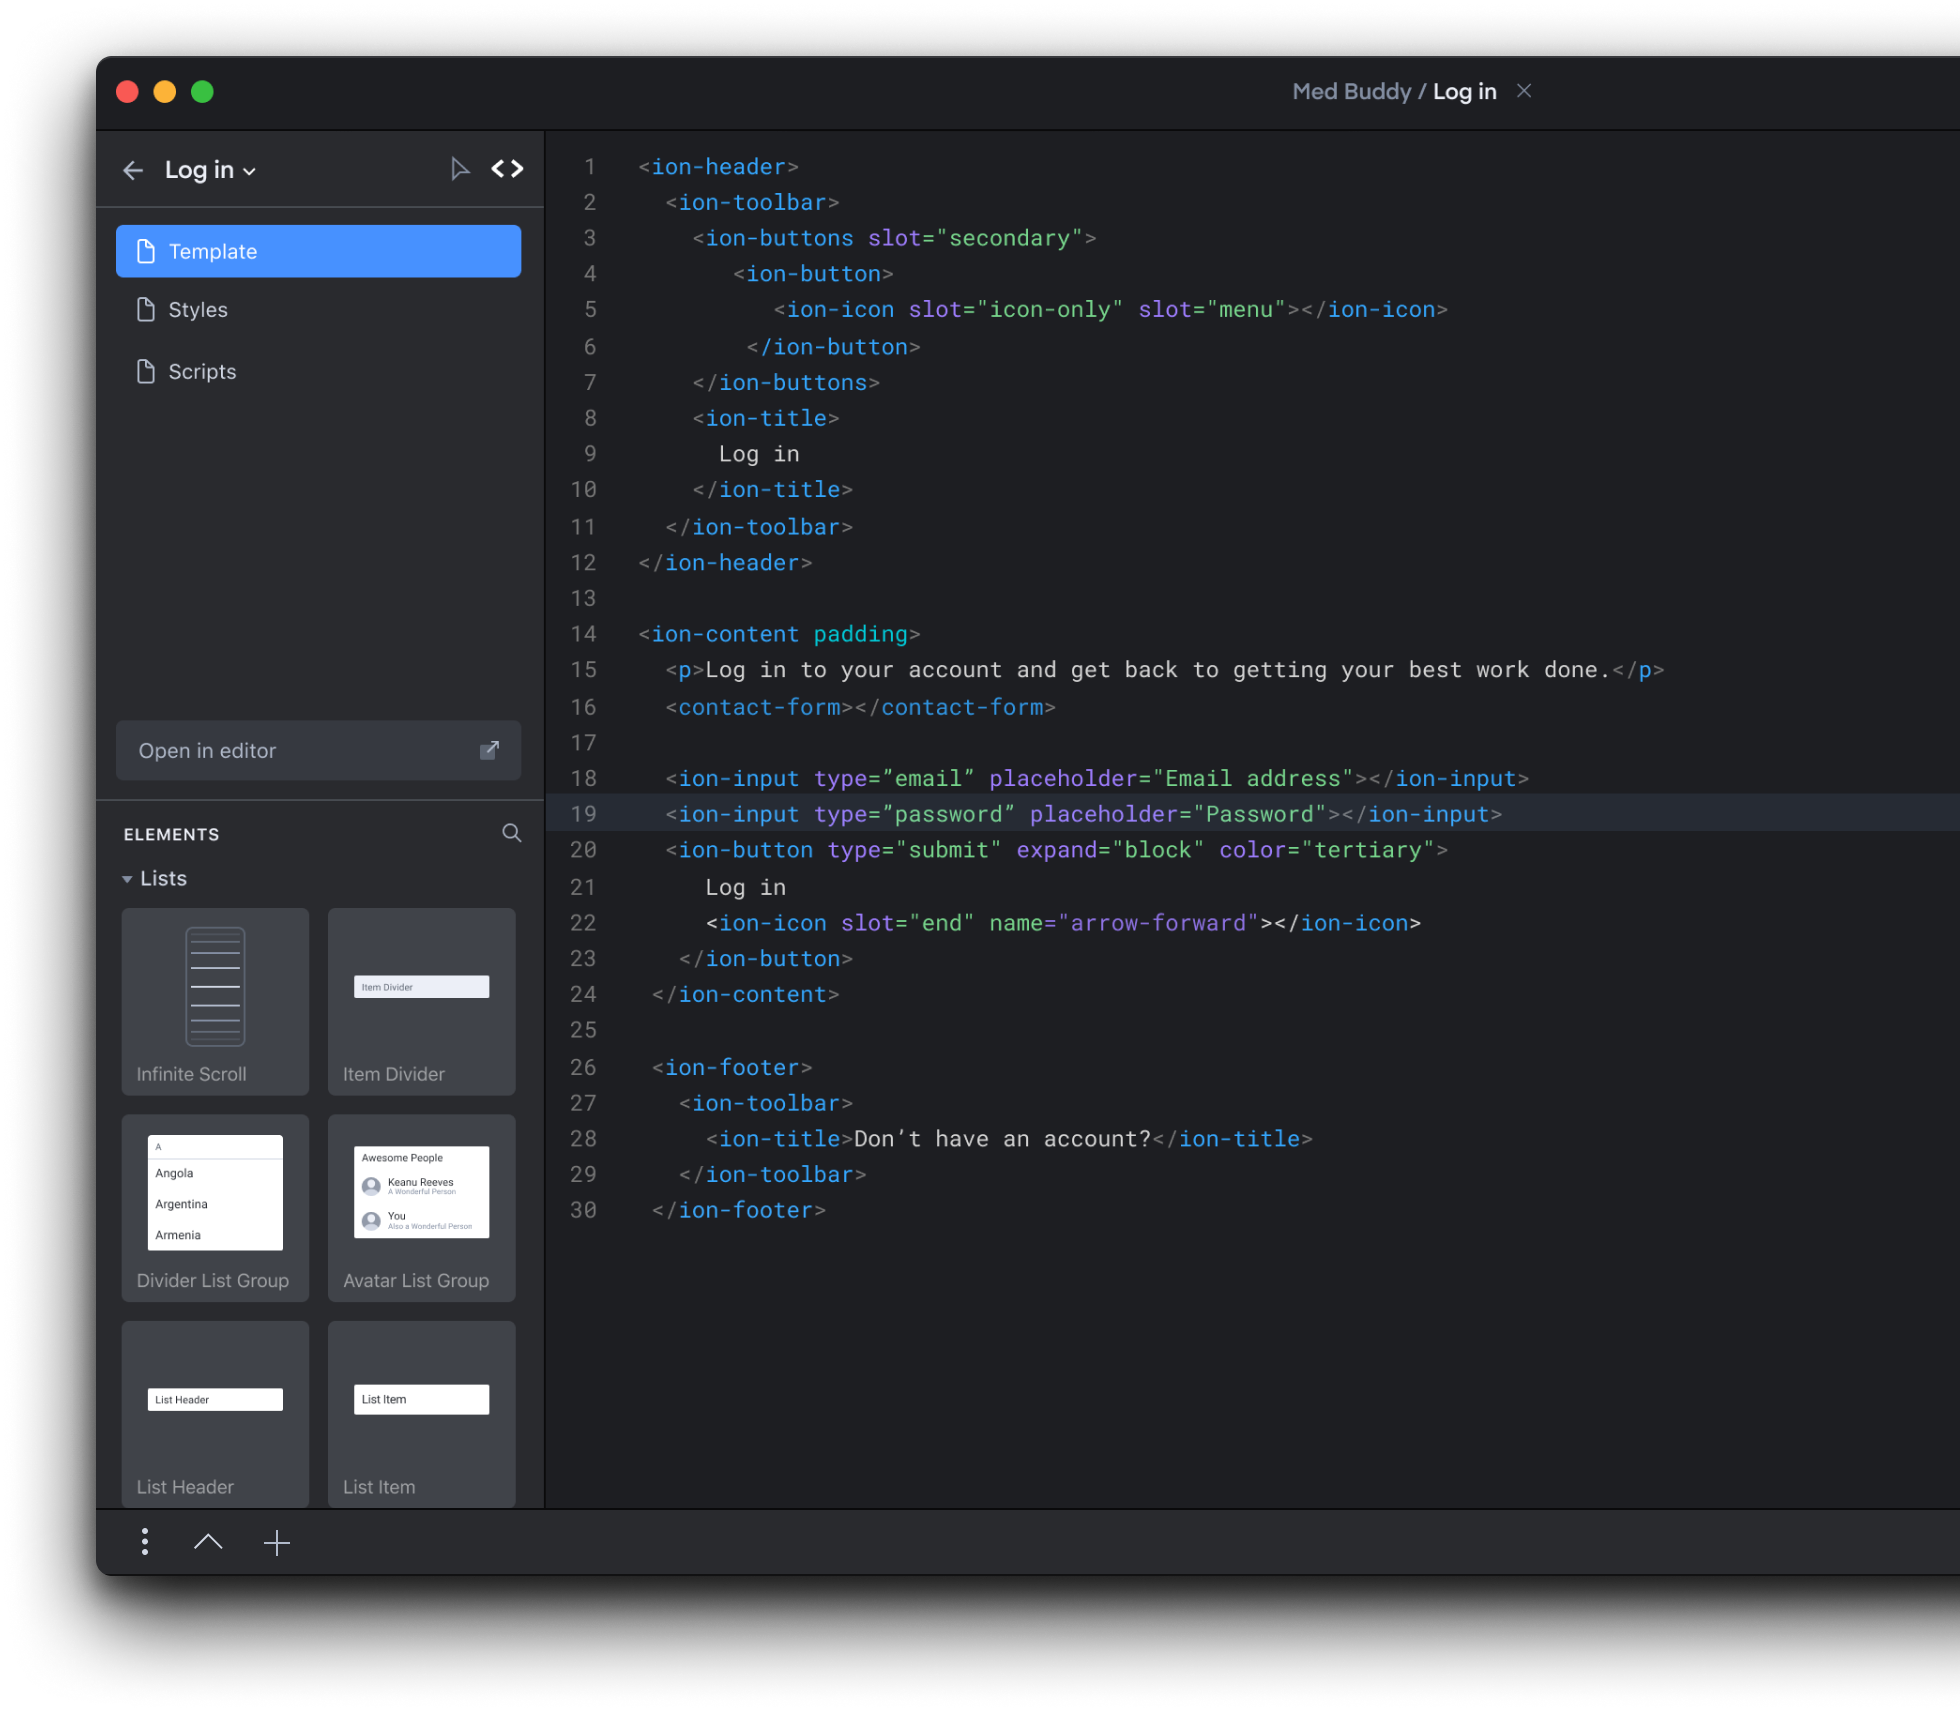 Med Buddy / Log in
Log in
Template
Styles
Scripts
Open in editor
ELEMENTS
Lists
Item Divider
Infinite Scroll
Item Divider
A
Angola
Argentina
Armenia
Divider List Group
Awesome People
Keanu Reeves
A Wonderful Person
You
Also a Wonderful Person
Avatar List Group
List Header
List Header
List Item
List Item
1 <ion-header>
2 <ion-toolbar>
3 <ion-buttons slot="secondary">
4 <ion-button>
5 <ion-icon slot="icon-only" slot="menu"></ion-icon>
6 </ion-button>
7 </ion-buttons>
8 <ion-title>
9 Log in
10 </ion-title>
11 </ion-toolbar>
12 </ion-header>
13
14 <ion-content padding>
15 <p>Log in to your account and get back to getting your best work done.</p>
16 <contact-form></contact-form>
17
18 <ion-input type=”email” placeholder="Email address"></ion-input>
19 <ion-input type=”password” placeholder="Password"></ion-input>
20 <ion-button type="submit" expand="block" color="tertiary">
21 Log in
22 <ion-icon slot="end" name="arrow-forward"></ion-icon>
23 </ion-button>
24 </ion-content>
25
26 <ion-footer>
27 <ion-toolbar>
28 <ion-title>Don’t have an account?</ion-title>
29 </ion-toolbar>
30 </ion-footer>